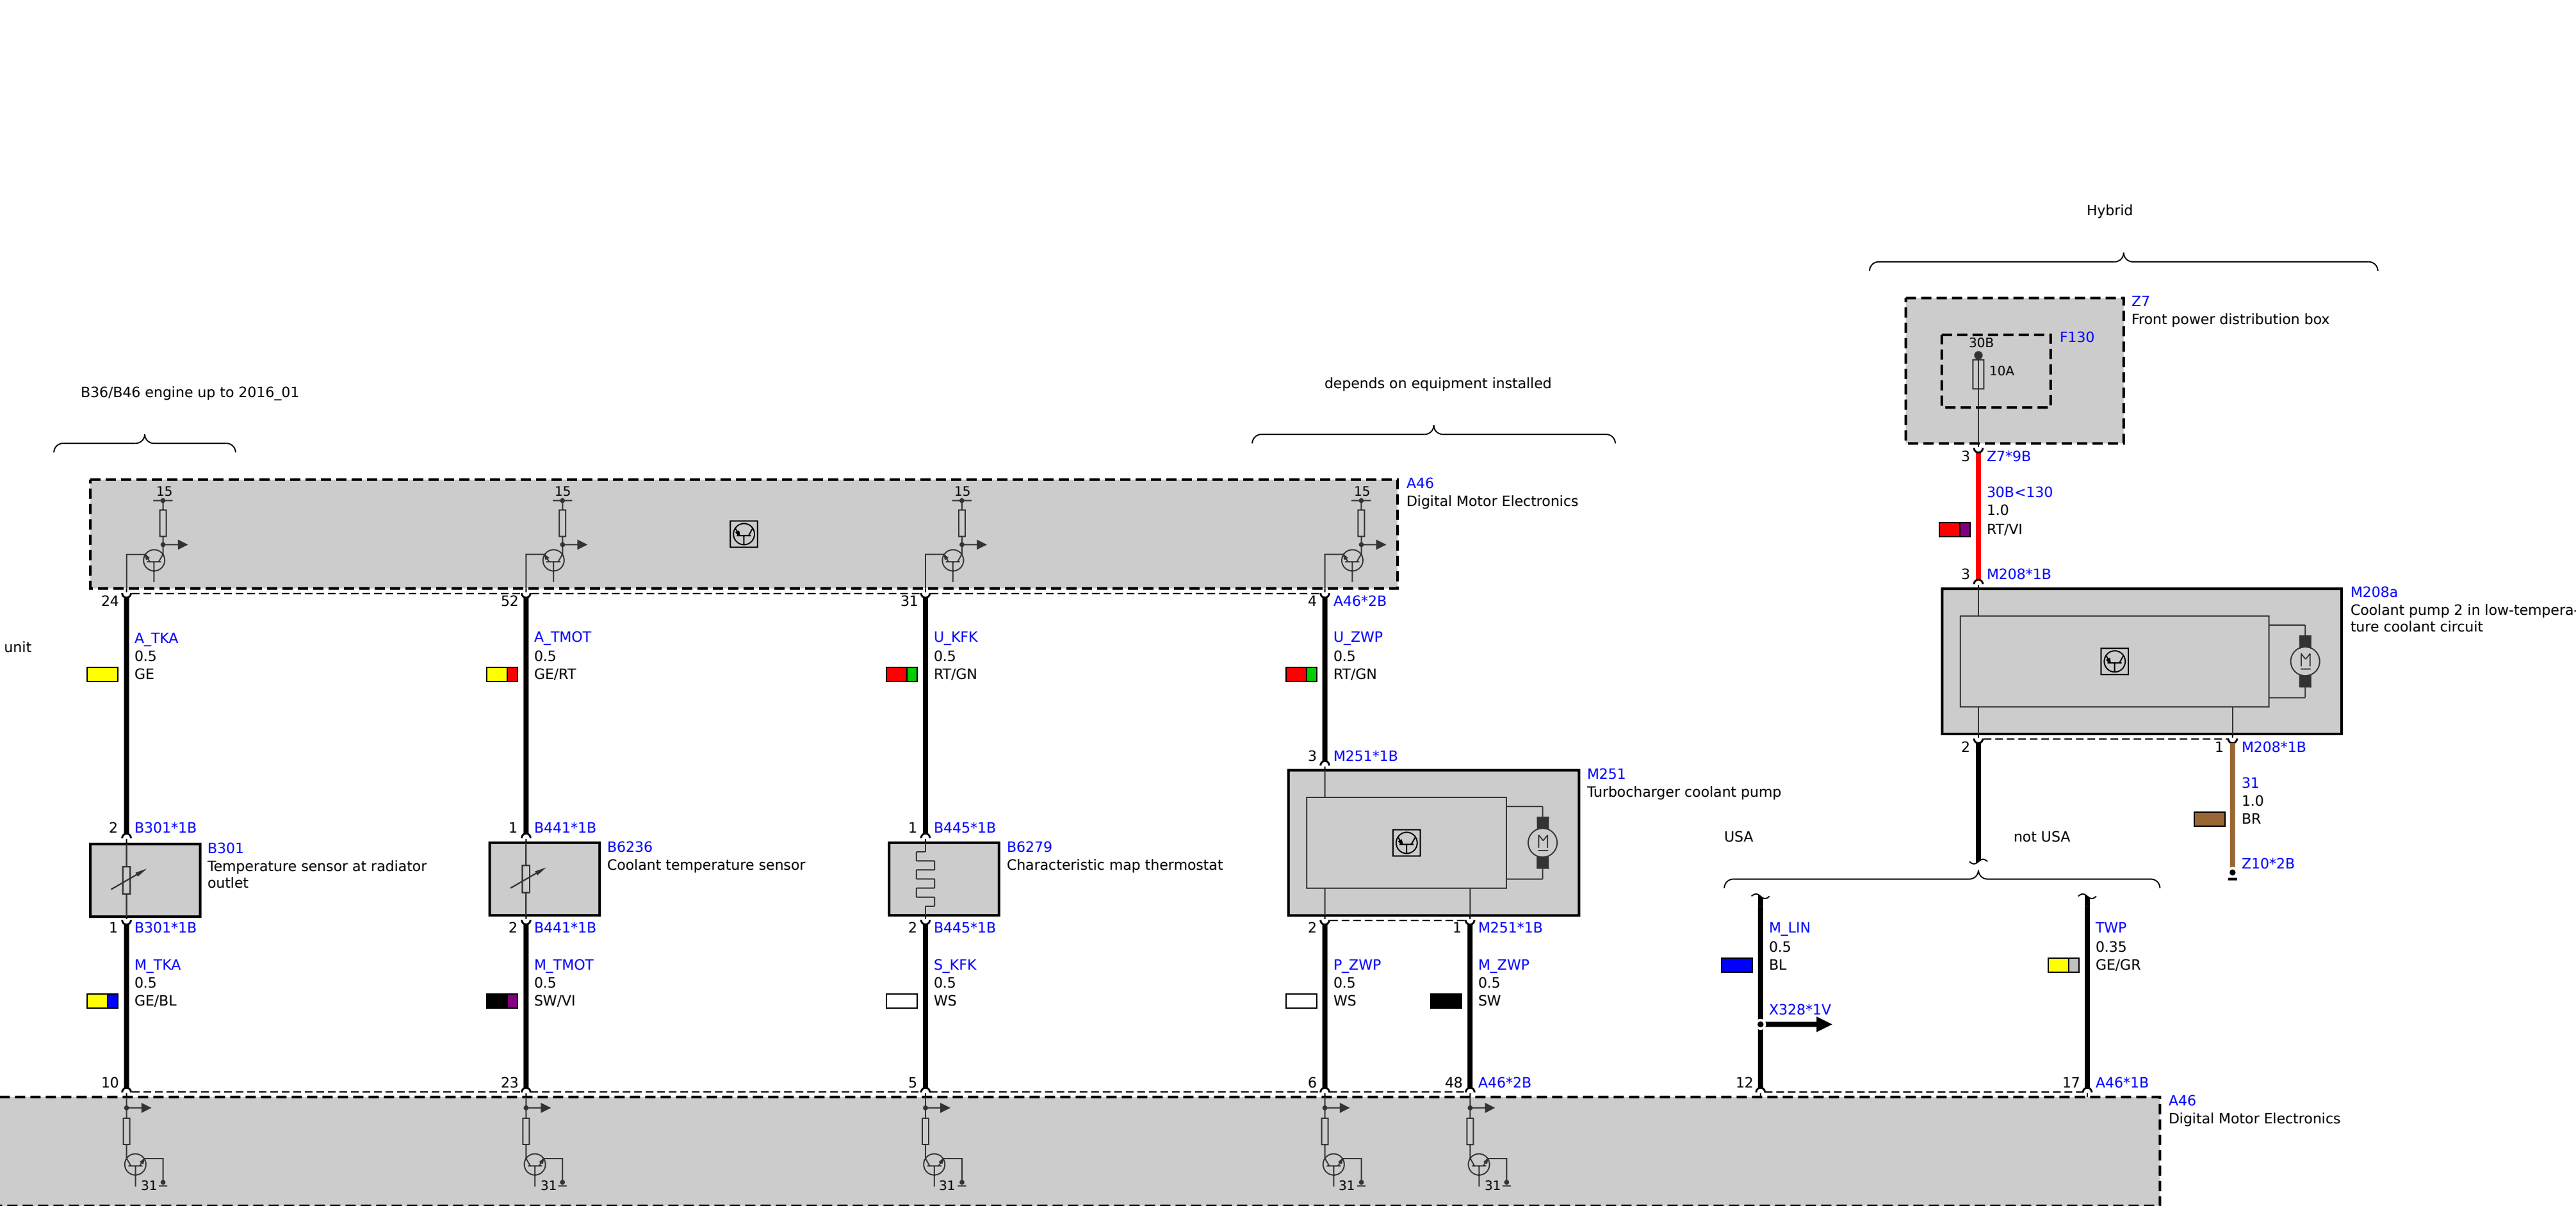 Hybrid
Z7
Front power distribution box
F130
30B
10A
B36/B46 engine up to 2016_01
depends on equipment installed
3 Z7*9B
30B<130
1.0
RT/VI
3 M208*1B
15
15
15
15
A46
Digital Motor Electronics
M208a
Coolant pump 2 in low-tempera-
ture coolant circuit
M
24
52
31
4 A46*2B
unit
A_TKA
0.5
GE
A_TMOT
0.5
GE/RT
U_KFK
0.5
RT/GN
U_ZWP
0.5
RT/GN
2
1 M208*1B
31
1.0
BR
Z10*2B
3 M251*1B
M251
Turbocharger coolant pump
M
USA
not USA
2 B301*1B
1 B441*1B
1 B445*1B
B301
Temperature sensor at radiator
outlet
B6236
Coolant temperature sensor
B6279
Characteristic map thermostat
1 B301*1B
2 B441*1B
2 B445*1B
2
1 M251*1B
M_TKA
0.5
GE/BL
M_TMOT
0.5
SW/VI
S_KFK
0.5
WS
P_ZWP
0.5
WS
M_ZWP
0.5
SW
M_LIN
0.5
BL
X328*1V
TWP
0.35
GE/GR
10
23
5
6
48 A46*2B
12
17 A46*1B
A46
Digital Motor Electronics
31
31
31
31
31